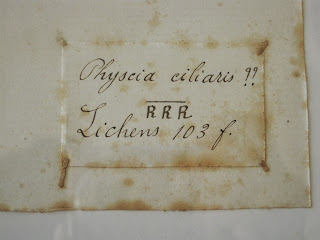 Physcia ciliaris !!
RRR
Lichens 103 f.